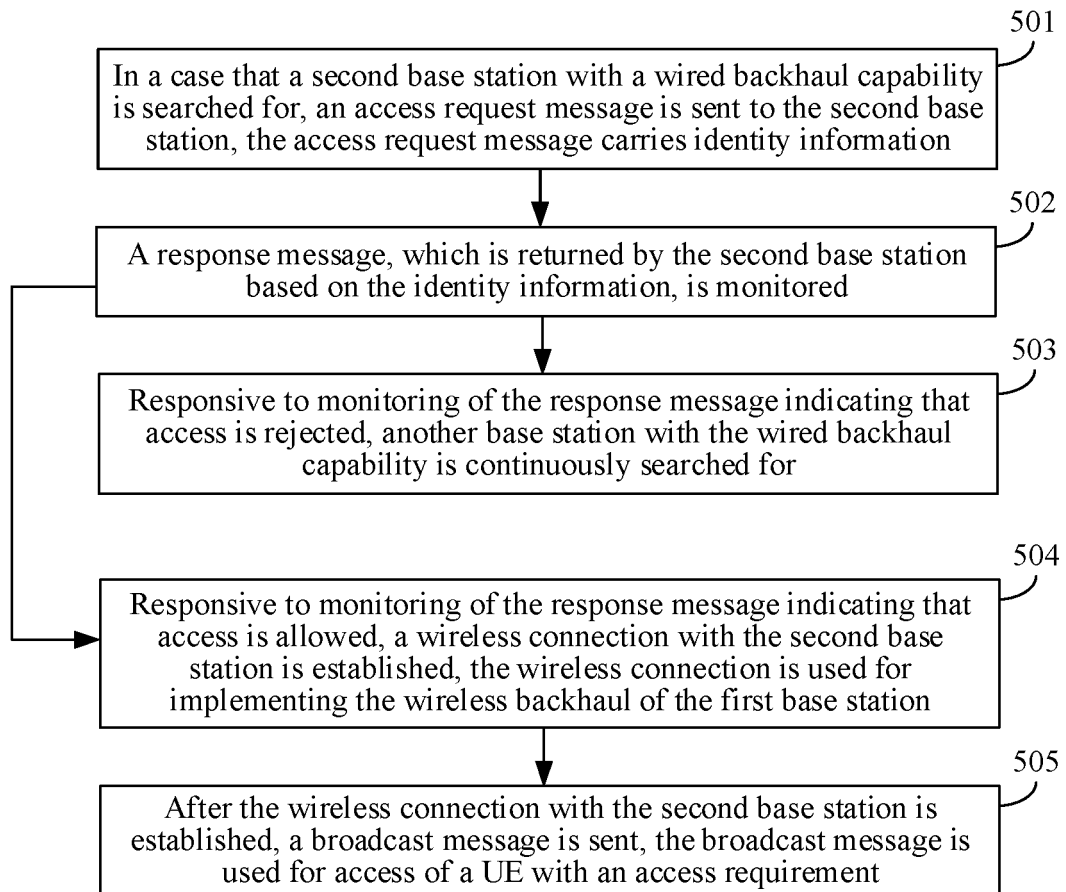 501
In a case that a second base station with a wired backhaul capability
is searched for, an access request message is sent to the second base
station, the access request message carries identity information
502
A response message, which is returned by the second base station
based on the identity information, is monitored
503
Responsive to monitoring of the response message indicating that
access is rejected, another base station with the wired backhaul
capability is continuously searched for
504
Responsive to monitoring of the response message indicating that
access is allowed, a wireless connection with the second base
station is established, the wireless connection is used for
implementing the wireless backhaul of the first base station
505
After the wireless connection with the second base station is
established, a broadcast message is sent, the broadcast message is
used for access of a UE with an access requirement